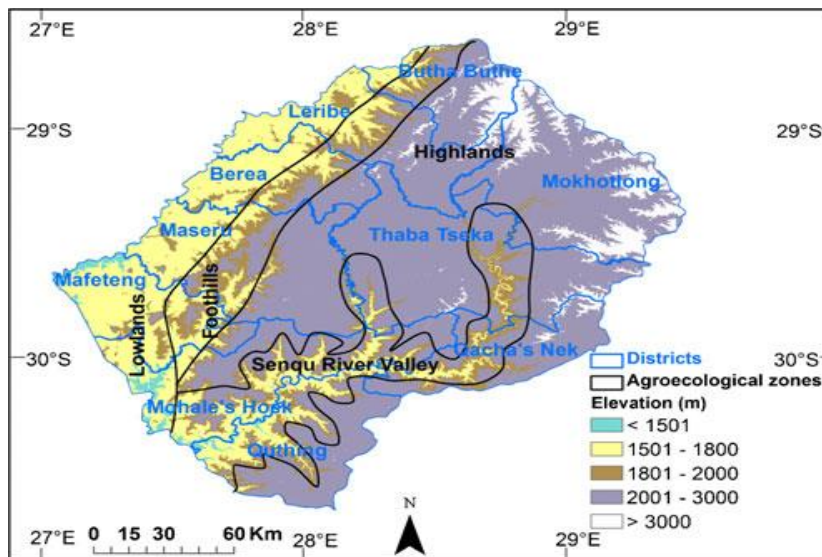 27°E
28°E
29°E
Butha Buthe
Leribe
29°S
29°S
Highlands
Berea
Mokhotlong
Maseru
Thaba Tseka
Mafeteng
Foothills
Lowlands
30°S
Senqu River Valley
Qacha's Nek
30°S
Districts
Agroecological zones
Mohale's Hoek
Elevation (m)
< 1501
1501 - 1800
Quthing
1801 - 2000
2001 - 3000
> 3000
N
27°E
28°E
29°E
0 15 30 60 Km